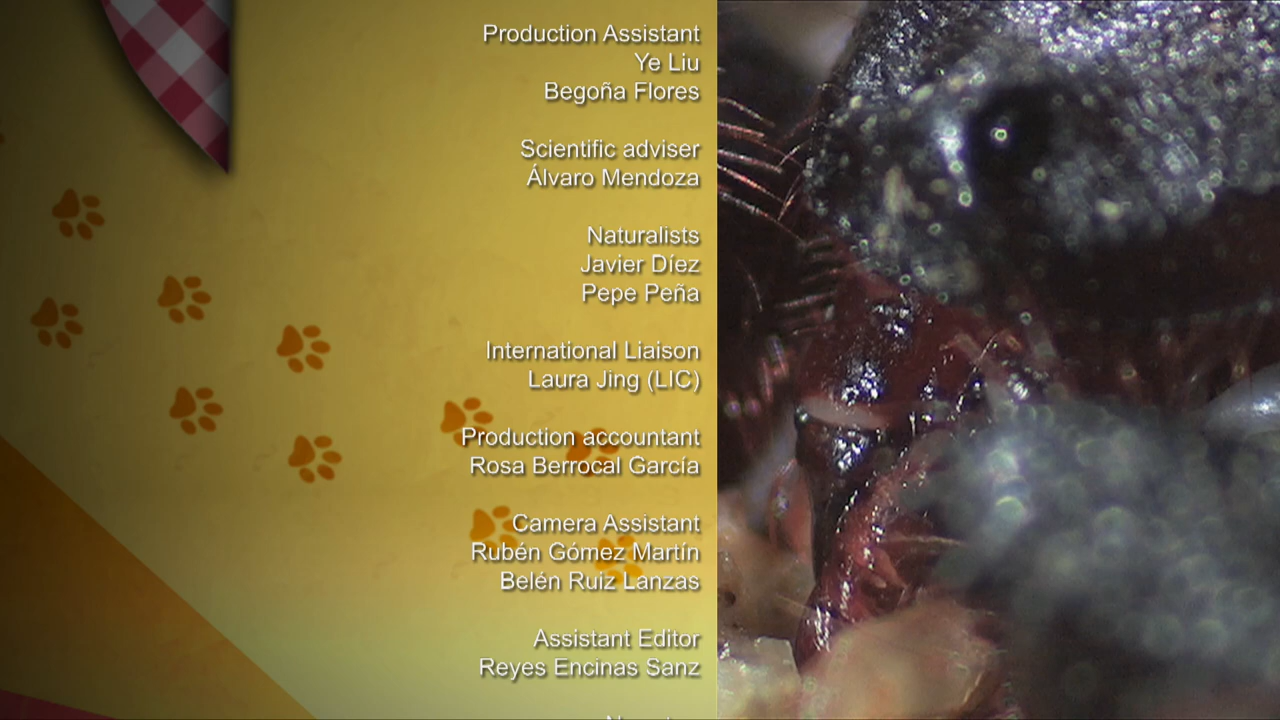 Production Assistant
Ye Liu
Begoña Flores
Scientific adviser
Álvaro Mendoza
Naturalists
Javier Díez
Pepe Peña
International Liaison
Laura Jing (LIC)
Production accountant
Rosa Berrocal García
Camera Assistant
Rubén Gómez Martín
Belén Ruiz Lanzas
Assistant Editor
Reyes Encinas Sanz